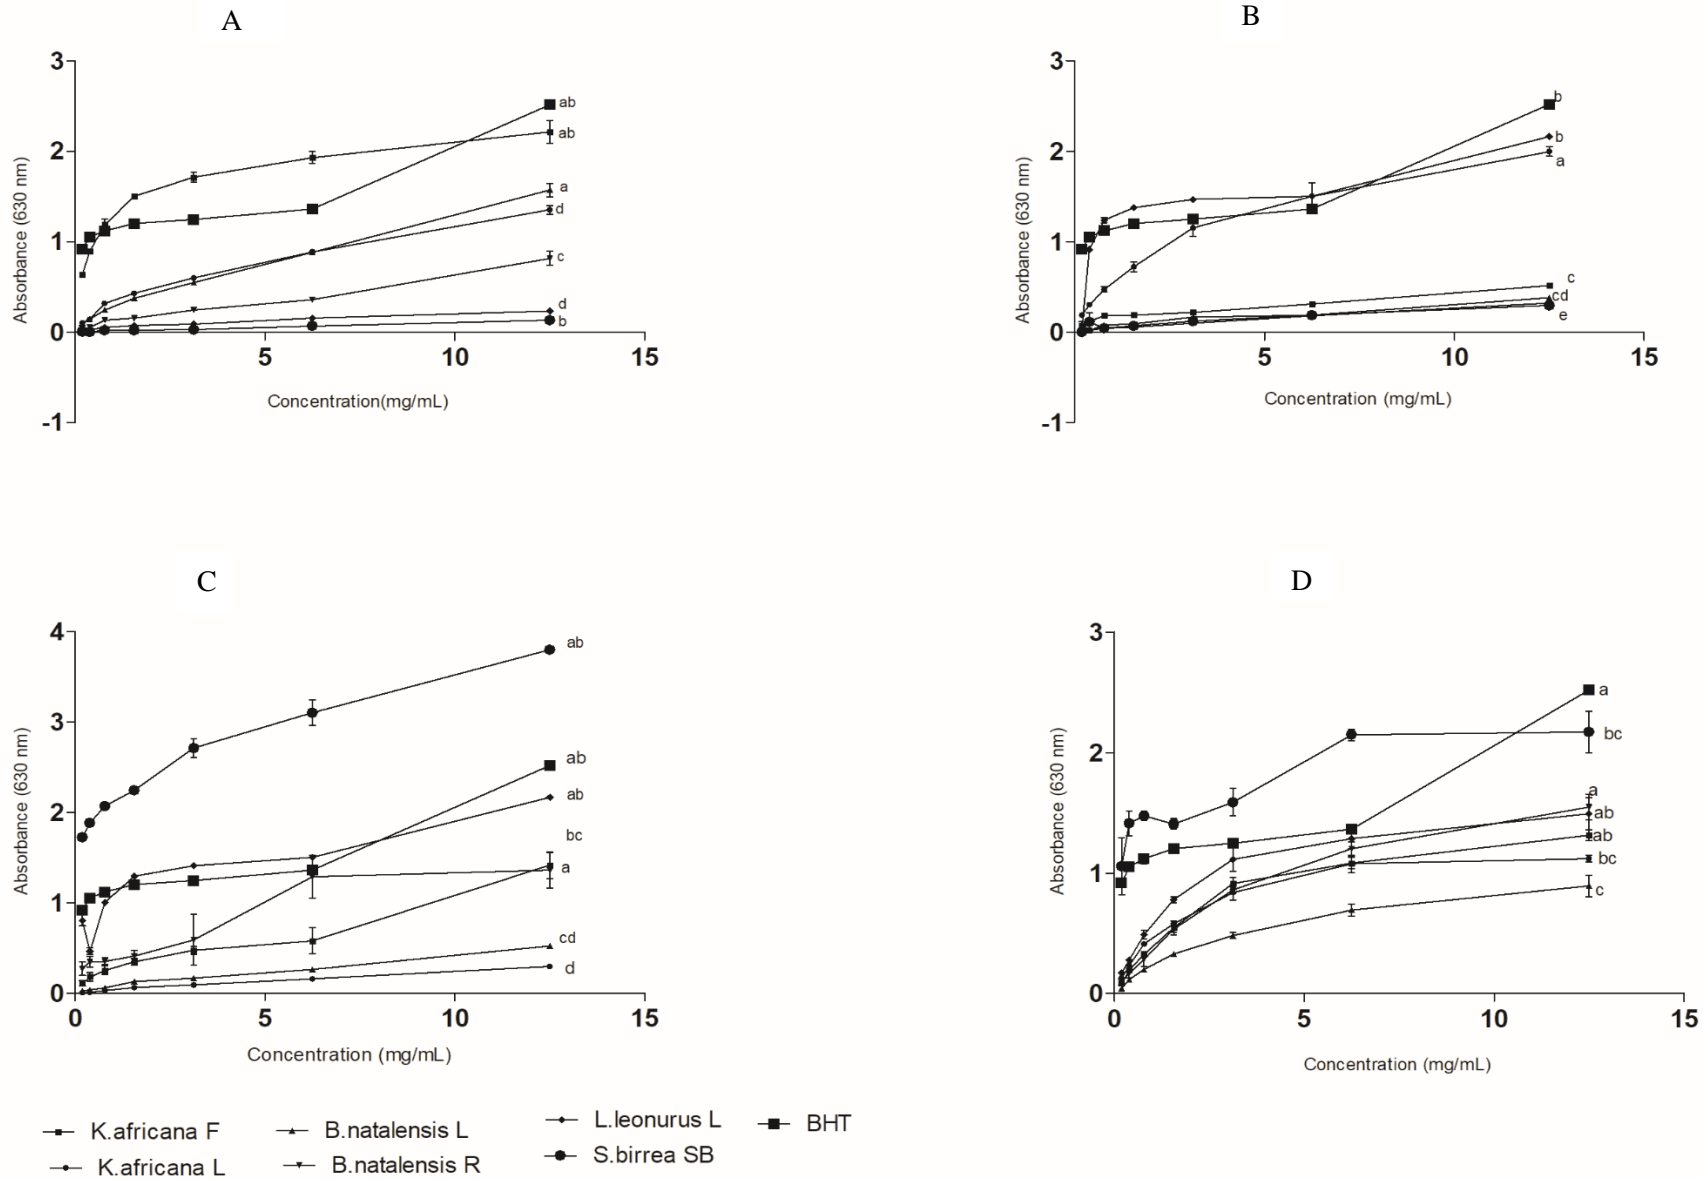 A
3
2
1
0
-1
5
10
15
Absorbance (630 nm)
Concentration(mg/mL)
ab
ab
a
d
c
d
b
B
3
2
1
0
-1
5
10
15
Absorbance (630 nm)
Concentration (mg/mL)
b
b
a
c
cd
e
C
4
3
2
1
0
0
5
10
15
Absorbance (630 nm)
Concentration (mg/mL)
ab
ab
ab
bc
a
cd
d
D
3
2
1
0
0
5
10
15
Absorbance (630 nm)
Concentration (mg/mL)
a
bc
a
ab
ab
bc
c
K.africana F
B.natalensis L
L.leonurus L
BHT
K.africana L
B.natalensis R
S.birrea SB